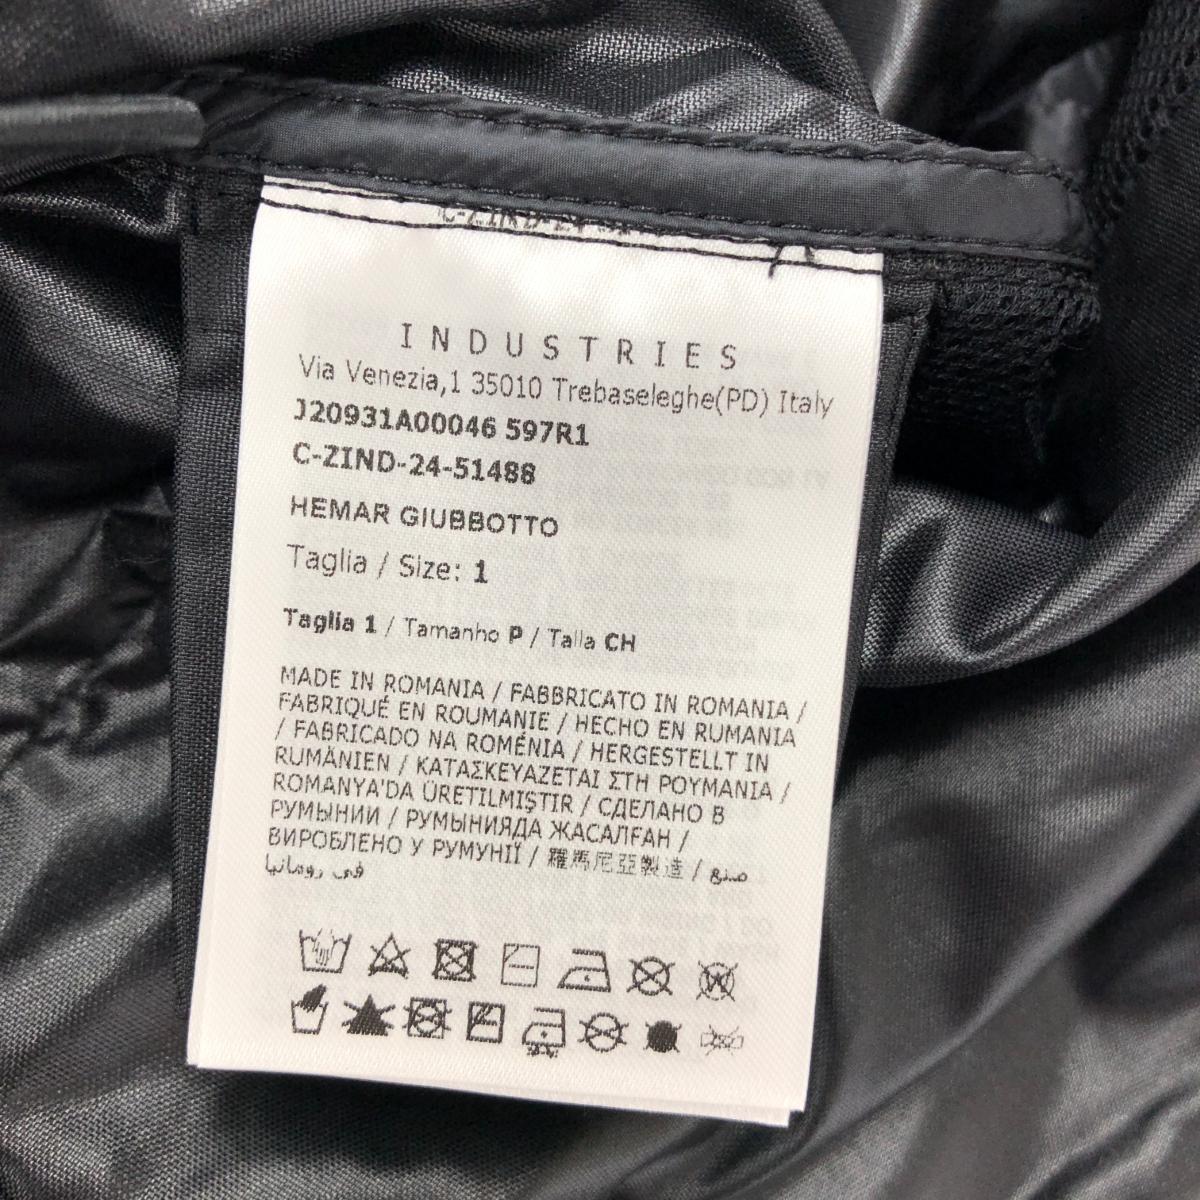 INDUSTRIES
Via Venezia,1 35010 Trebaseleghe(PD) Italy
J20931A00046 597R1
C-ZIND-24-51488
HEMAR GIUBBOTTO
Taglia / Size: 1
Taglia 1 / Tamanho P / Talla CH
MADE IN ROMANIA / FABBRICATO IN ROMANIA /
FABRIQUÉ EN ROUMANIE / HECHO EN RUMANIA
/ FABRICADO NA ROMÉNIA / HERGESTELLT IN
RUMÄNIEN / ΚΑΤΑΣΚΕΥΑΖΕΤΑΙ ΣΤΗ ΡΟΥΜΑΝΙΑ /
ROMANYA'DA ÜRETILMIŞTIR / СДЕЛАНО В
РУМЫНИИ / РУМЫНИЯДА ЖАСАЛҒАН /
ВИРОБЛЕНО У РУМУНІЇ / 羅馬尼亞製造 / صنع
في رومانيا